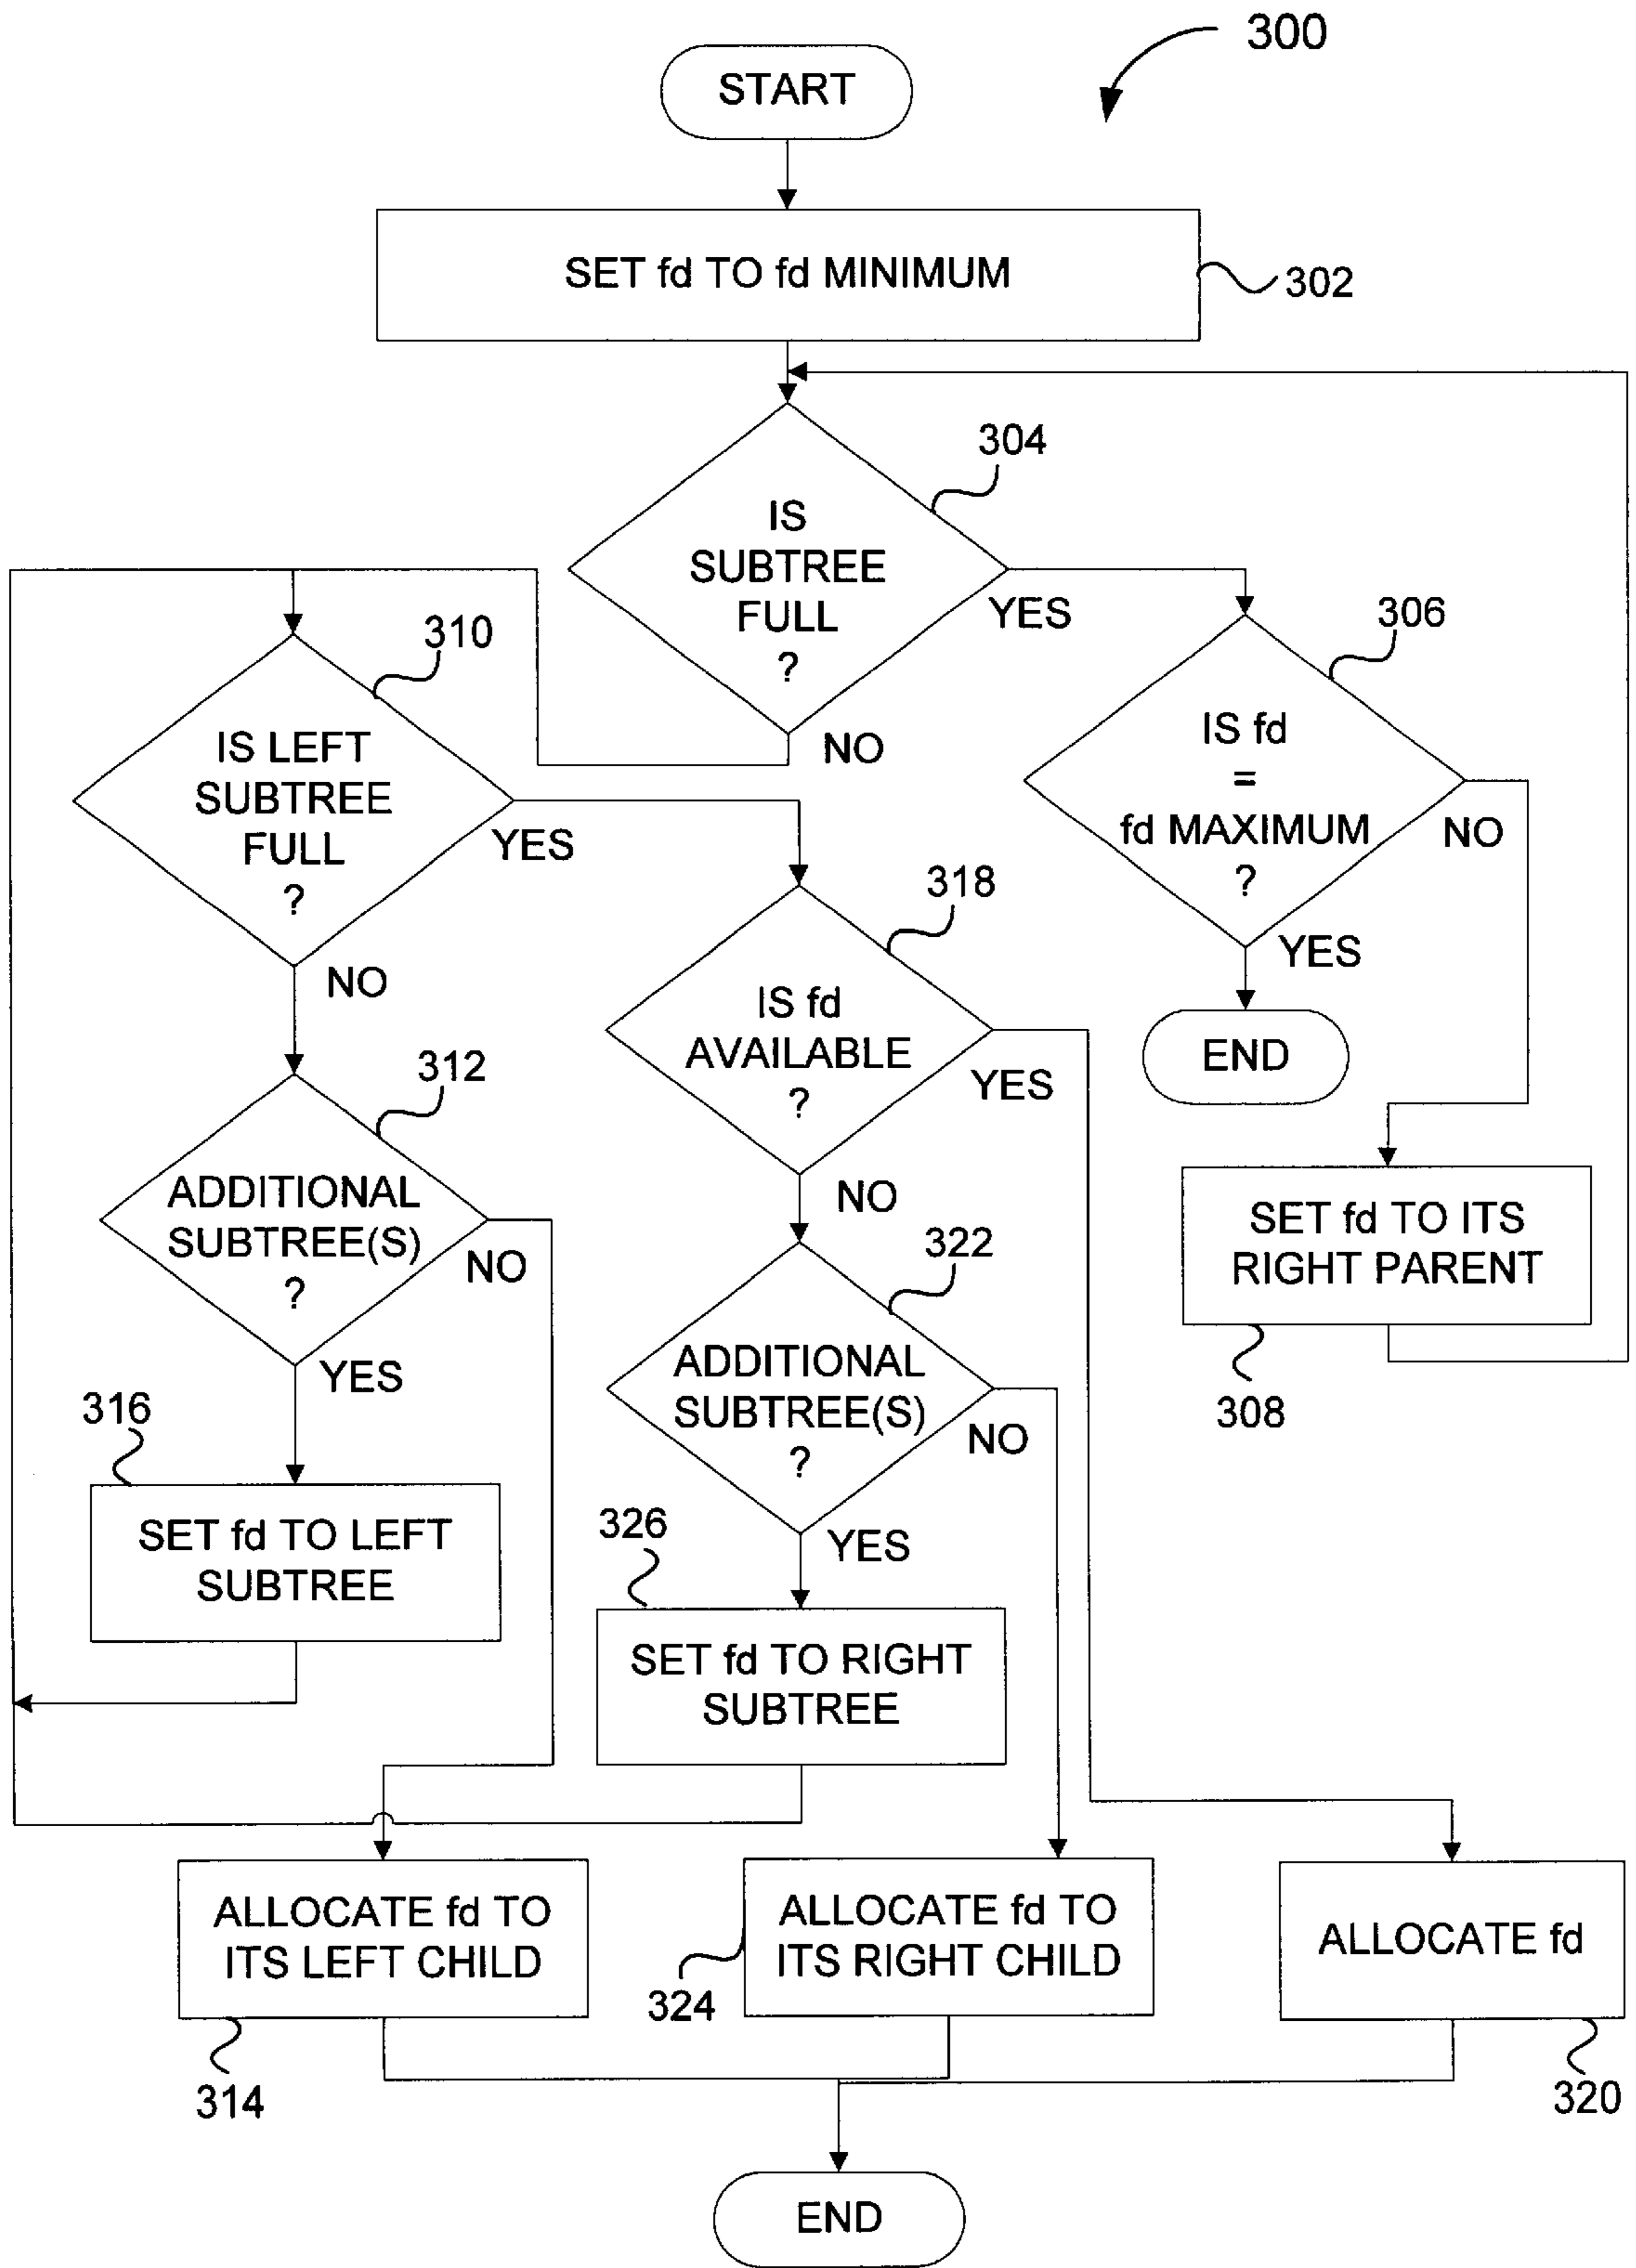 300
START
SET fd TO fd MINIMUM
302
304
IS
SUBTREE
FULL
?
YES
NO
306
IS fd
=
fd MAXIMUM
?
NO
YES
END
310
IS LEFT
SUBTREE
FULL
?
YES
NO
318
IS fd
AVAILABLE
?
YES
NO
312
ADDITIONAL
SUBTREE(S)
?
NO
YES
SET fd TO ITS
RIGHT PARENT
308
322
ADDITIONAL
SUBTREE(S)
?
NO
YES
316
SET fd TO LEFT
SUBTREE
326
SET fd TO RIGHT
SUBTREE
ALLOCATE fd TO
ITS LEFT CHILD
314
ALLOCATE fd TO
ITS RIGHT CHILD
324
ALLOCATE fd
320
END